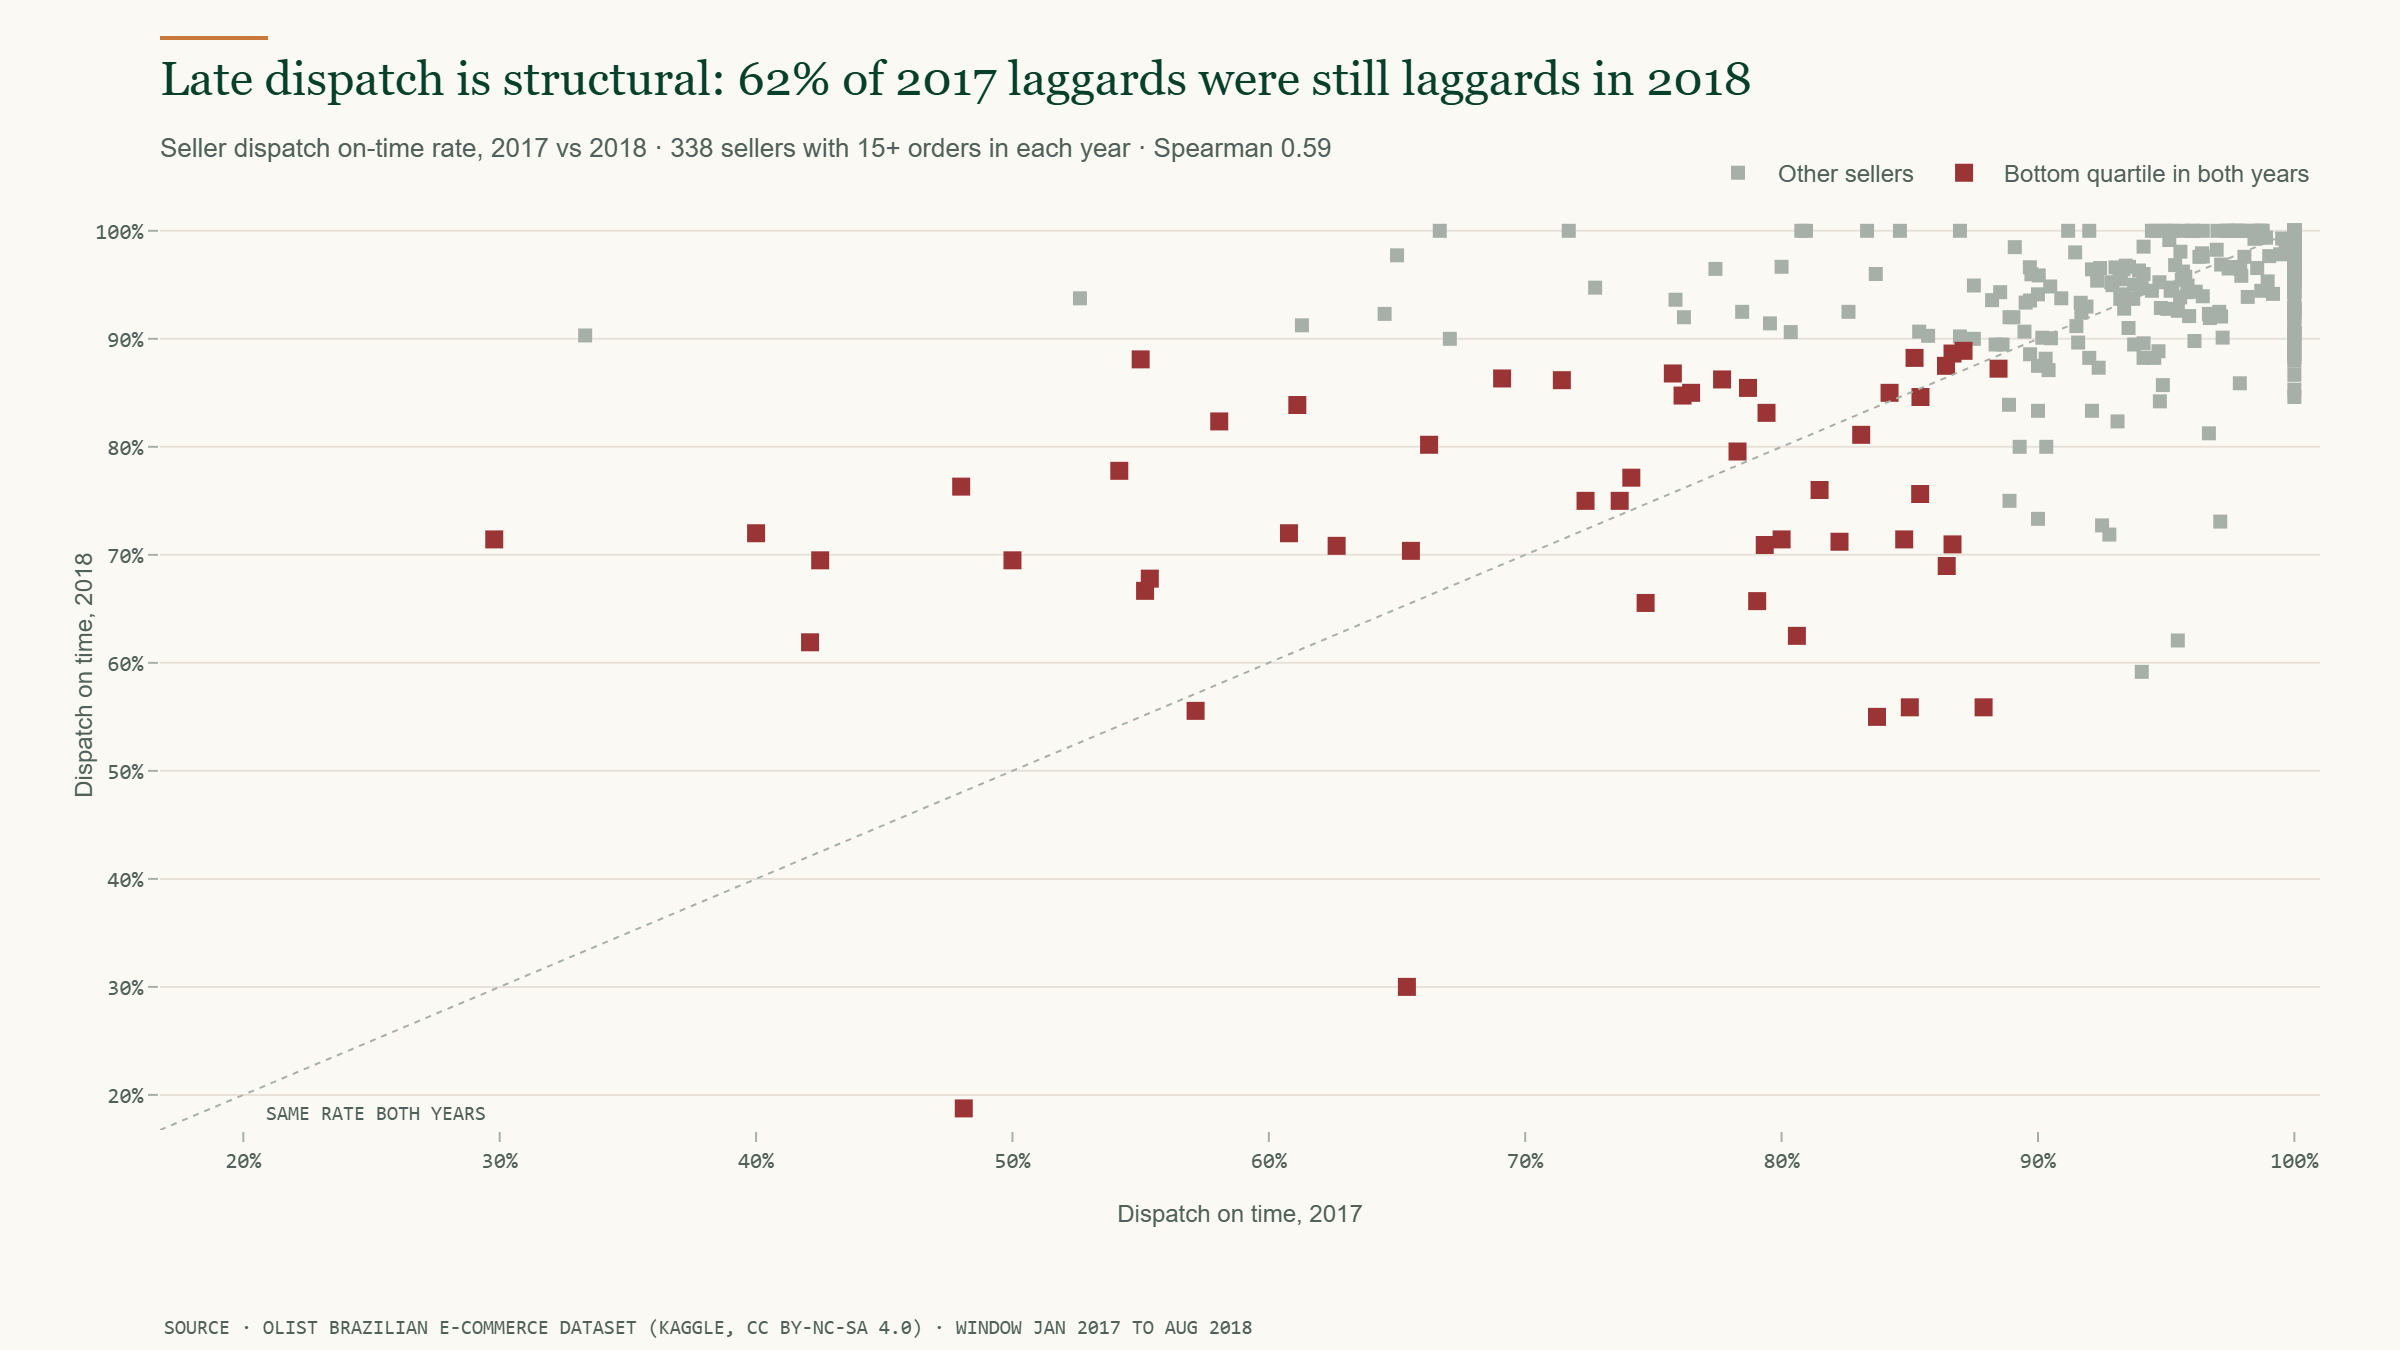 Late dispatch is structural: 62% of 2017 laggards were still laggards in 2018
Seller dispatch on-time rate, 2017 vs 2018 · 338 sellers with 15+ orders in each year · Spearman 0.59
Other sellers
Bottom quartile in both years
100%
90%
80%
70%
60%
50%
40%
30%
20%
Dispatch on time, 2018
SAME RATE BOTH YEARS
20%
30%
40%
50%
60%
70%
80%
90%
100%
Dispatch on time, 2017
SOURCE · OLIST BRAZILIAN E-COMMERCE DATASET (KAGGLE, CC BY-NC-SA 4.0) · WINDOW JAN 2017 TO AUG 2018